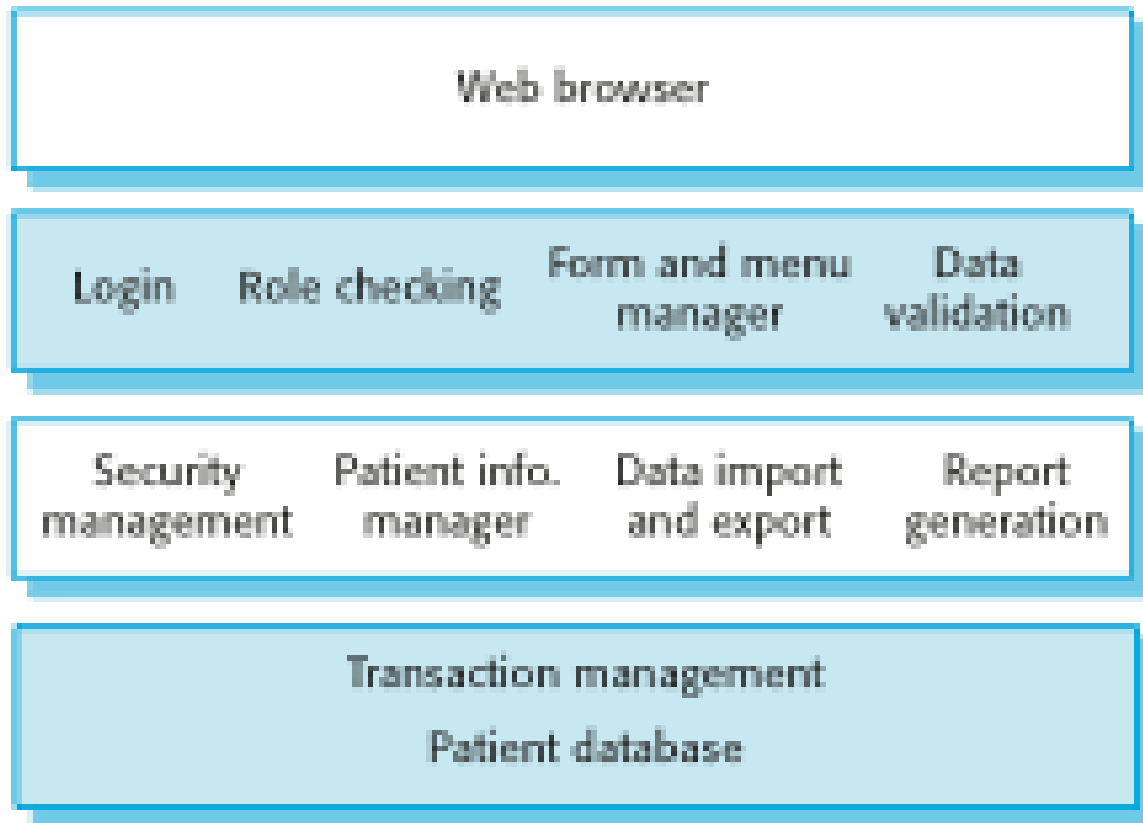 Web browser
Login
Role checking
Form and menu
manager
Data
validation
Security
management
Patient info.
manager
Data import
and export
Report
generation
Transaction management
Patient database